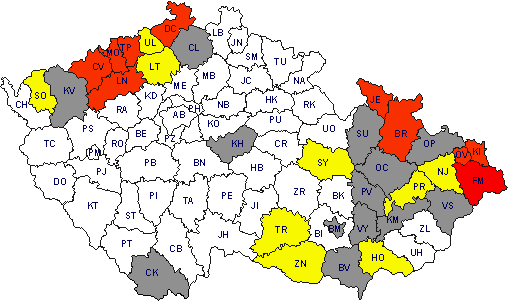 DC
LB
UL
JN
TP
MO
CL
CV
LT
SM
TU
MB
LN
ME
JC
NA
SO
KV
KD
HK
CH
RA
AB
PH
NB
RK
PU
KO
JE
PS
BE
UO
SU
BR
TC
RO
PZ
KH
CR
OP
PM
OV
KI
PB
BN
SY
OC
HB
PJ
NJ
FM
DO
PR
ZR
BK
PV
KT
PI
TA
PE
JI
VS
ST
KM
TR
BI
BM
VY
ZL
JH
PT
CB
UH
HO
ZN
BV
CK